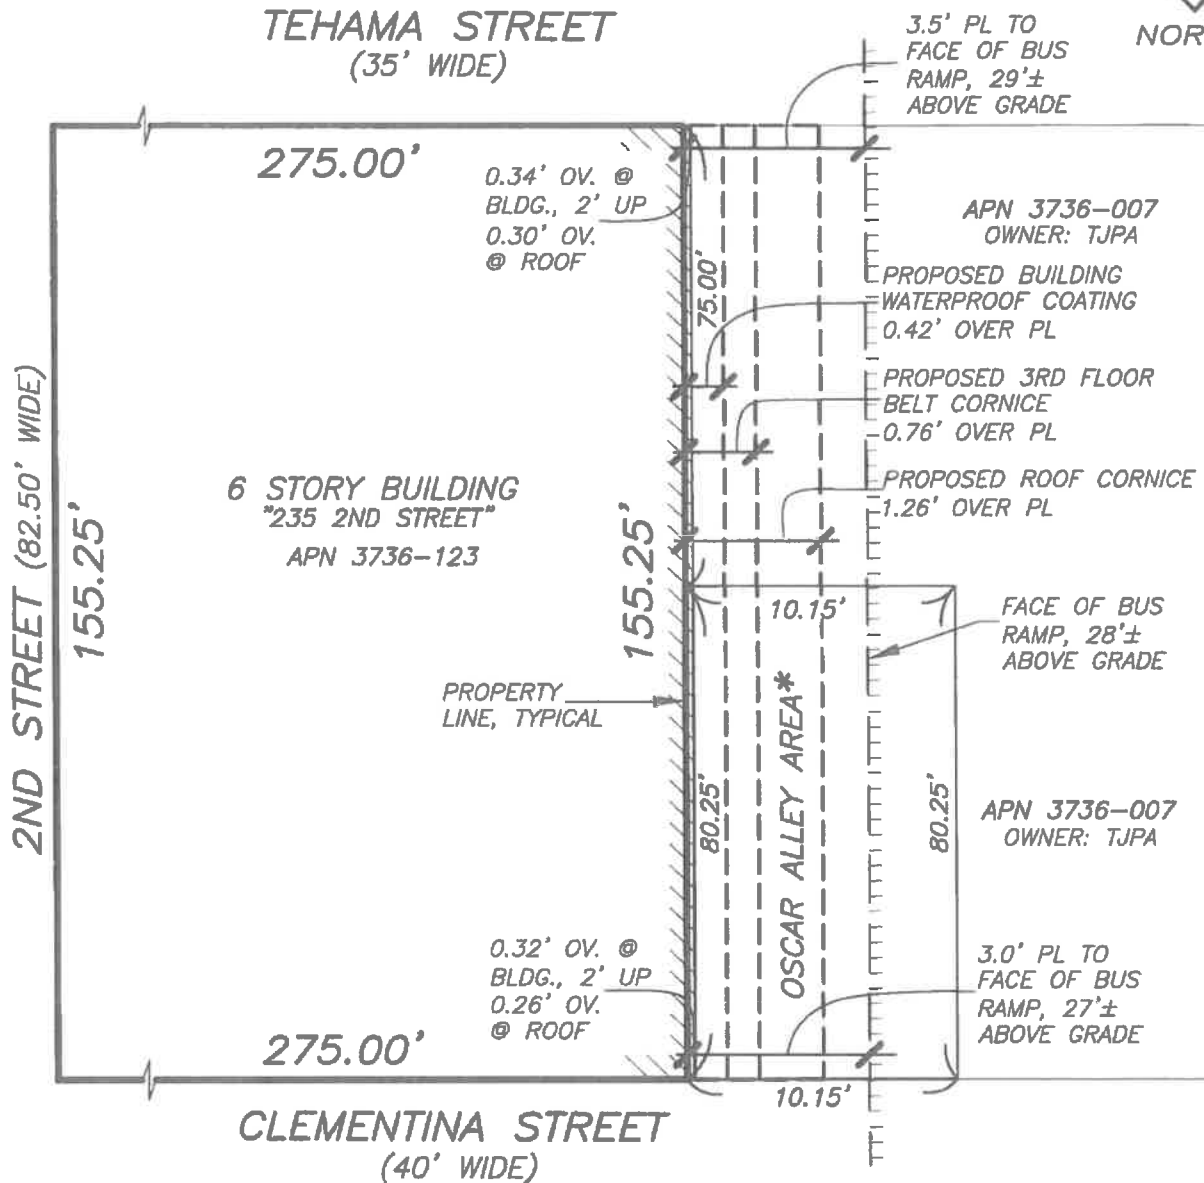 TEHAMA STREET
(35' WIDE)
3.5' PL TO
FACE OF BUS
RAMP, 29'±
ABOVE GRADE
275.00'
0.34' OV. @
BLDG., 2' UP
0.30' OV.
@ ROOF
75.00'
APN 3736-007
OWNER: TJPA
PROPOSED BUILDING
WATERPROOF COATING
0.42' OVER PL
PROPOSED 3RD FLOOR
BELT CORNICE
0.76' OVER PL
PROPOSED ROOF CORNICE
1.26' OVER PL
2ND STREET (82.50' WIDE)
155.25'
6 STORY BUILDING
"235 2ND STREET"
APN 3736-123
155.25'
10.15'
FACE OF BUS
RAMP, 28'±
ABOVE GRADE
PROPERTY
LINE, TYPICAL
80.25'
OSCAR ALLEY AREA*
80.25'
APN 3736-007
OWNER: TJPA
0.32' OV. @
BLDG., 2' UP
0.26' OV.
@ ROOF
3.0' PL TO
FACE OF BUS
RAMP, 27'±
ABOVE GRADE
275.00'
10.15'
CLEMENTINA STREET
(40' WIDE)